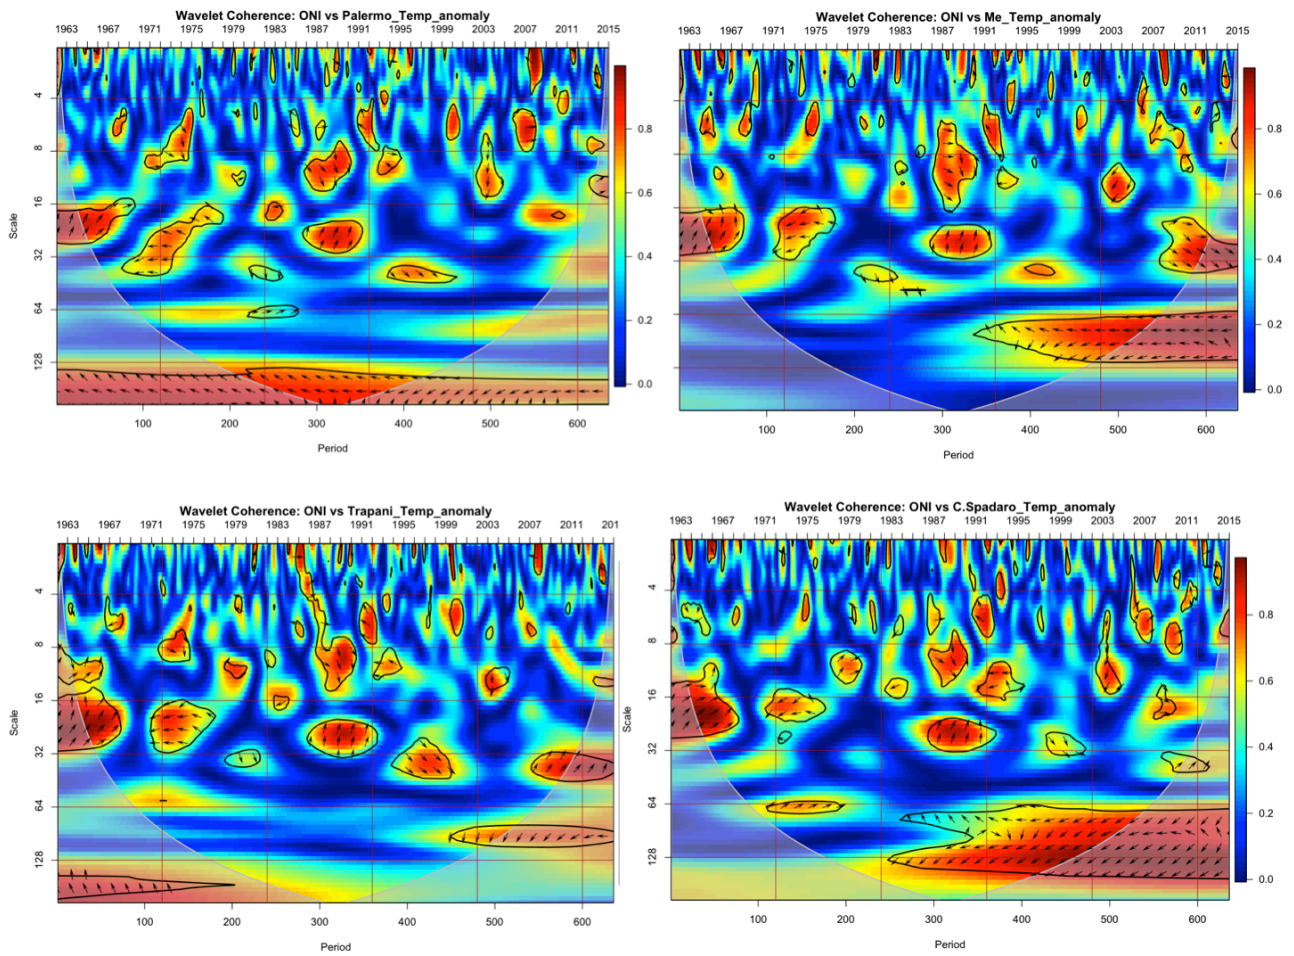 Wavelet Coherence: ONI vs Palermo_Temp_anomaly
1963 1967 1971 1975 1979 1983 1987 1991 1995 1999 2003 2007 2011 2015
Scale
4
8
16
32
64
128
0.8
0.6
0.4
0.2
0.0
100 200 300 400 500 600
Period
Wavelet Coherence: ONI vs Me_Temp_anomaly
1963 1967 1971 1975 1979 1983 1987 1991 1995 1999 2003 2007 2011 2015
0.8
0.6
0.4
0.2
0.0
100 200 300 400 500 600
Period
Wavelet Coherence: ONI vs Trapani_Temp_anomaly
1963 1967 1971 1975 1979 1983 1987 1991 1995 1999 2003 2007 2011 201
Scale
4
8
16
32
64
128
100 200 300 400 500 600
Period
Wavelet Coherence: ONI vs C.Spadaro_Temp_anomaly
1963 1967 1971 1975 1979 1983 1987 1991 1995 1999 2003 2007 2011 2015
Scale
4
8
16
32
64
128
0.8
0.6
0.4
0.2
0.0
100 200 300 400 500 600
Period